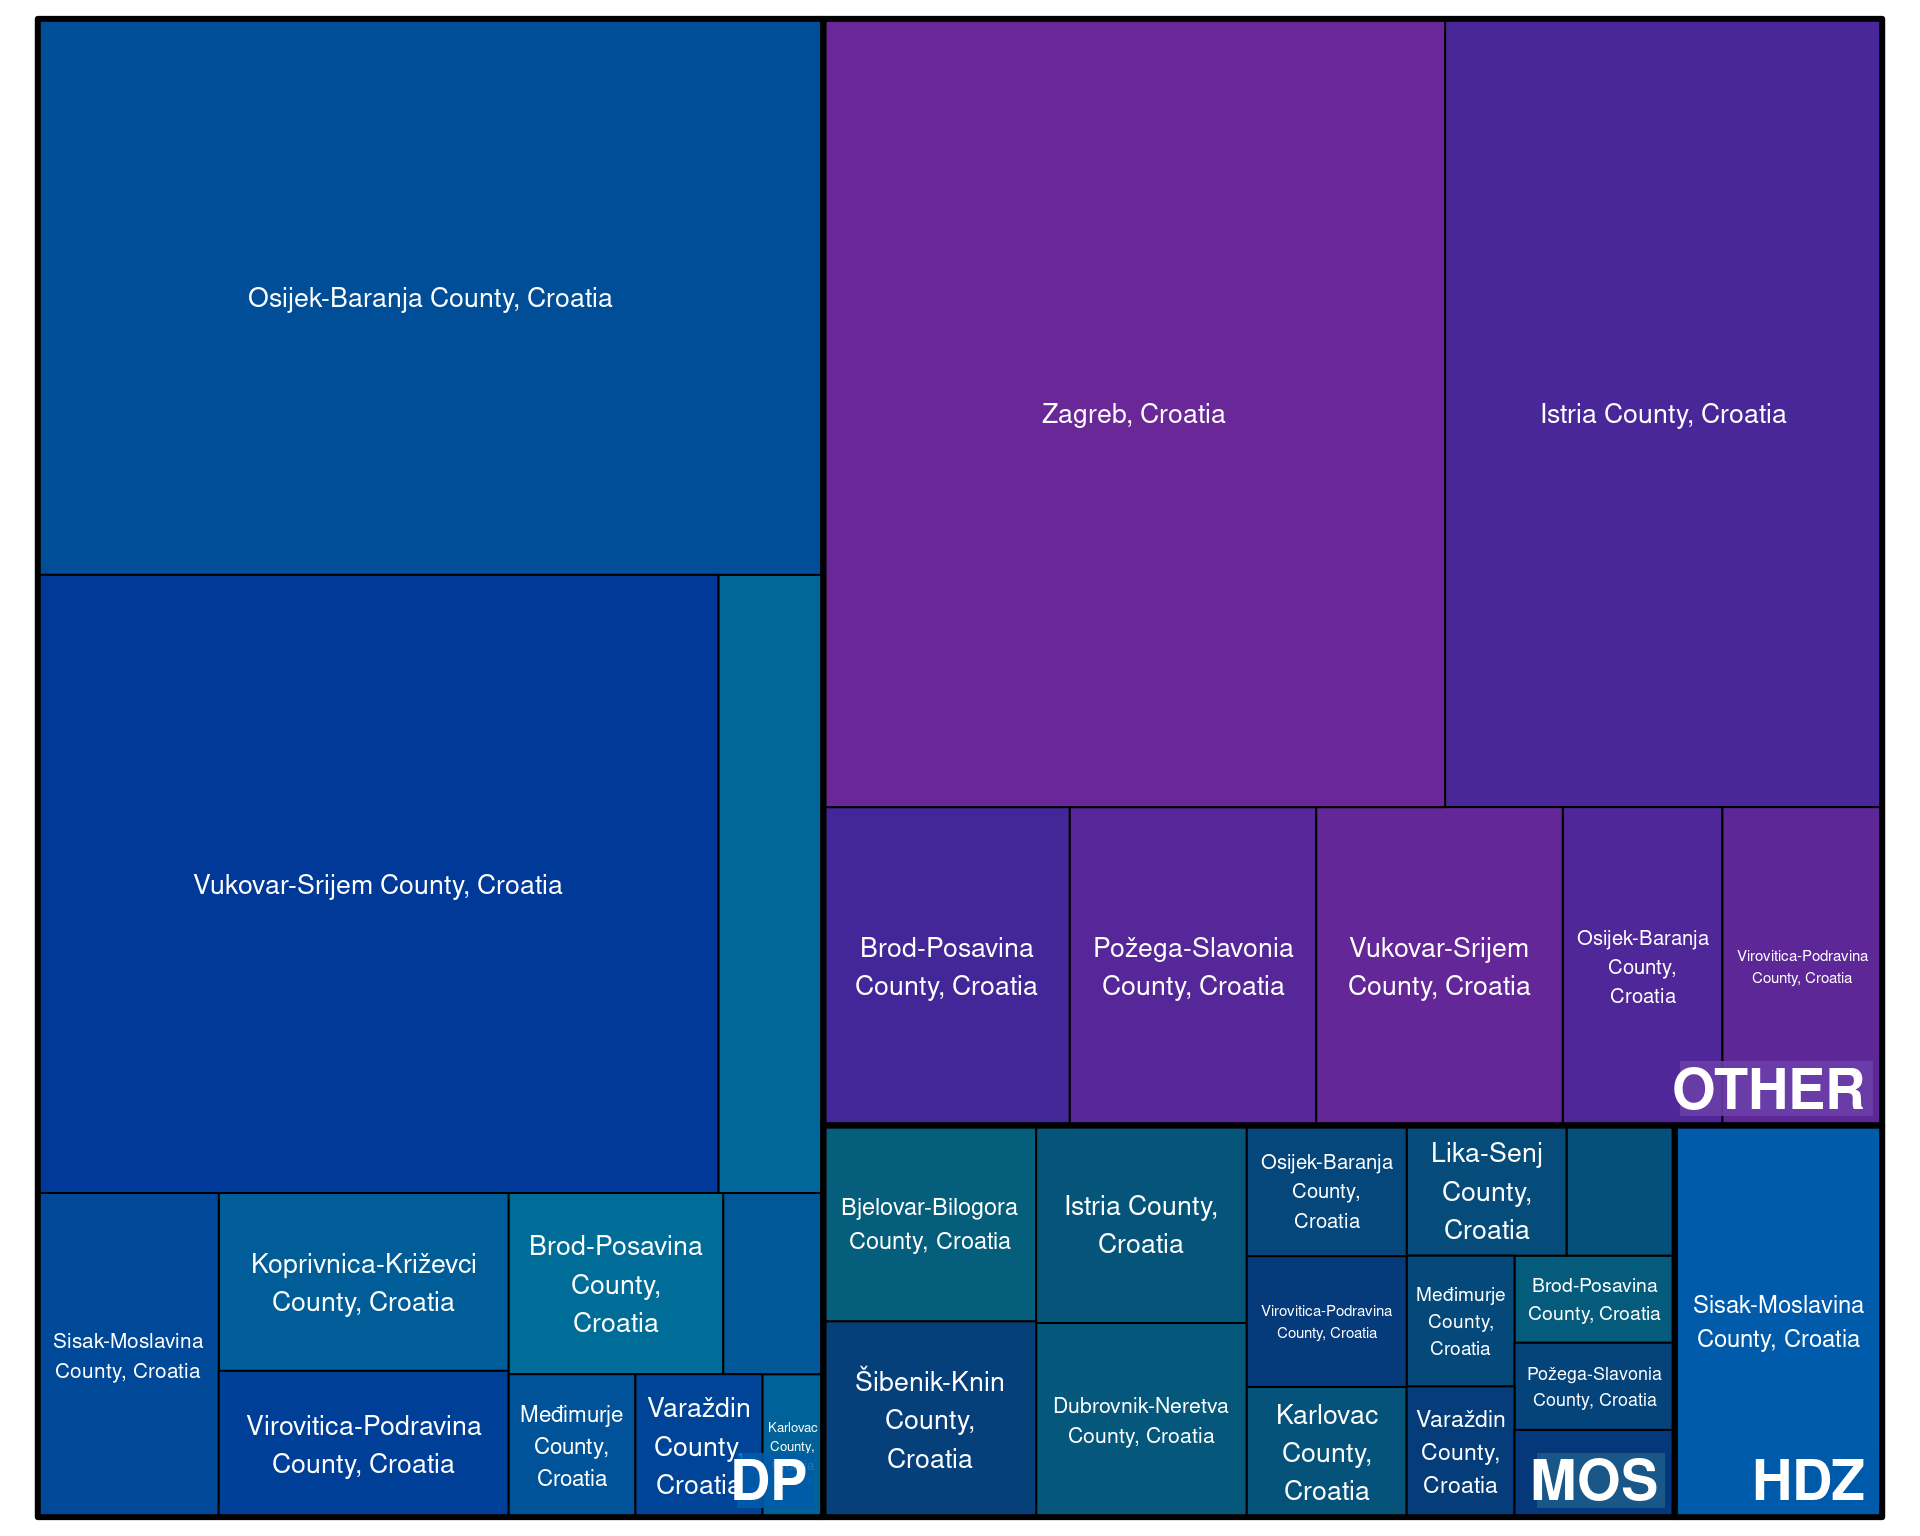 Osijek-Baranja County, Croatia
Vukovar-Srijem County, Croatia
Sisak-Moslavina
County, Croatia
Koprivnica-Križevci
County, Croatia
Virovitica-Podravina
County, Croatia
Brod-Posavina
County,
Croatia
Međimurje
County,
Croatia
Varaždin
County,
Croatia
Karlovac
County,
DP
Zagreb, Croatia
Istria County, Croatia
Brod-Posavina
County, Croatia
Požega-Slavonia
County, Croatia
Vukovar-Srijem
County, Croatia
Osijek-Baranja
County,
Croatia
Virovitica-Podravina
County, Croatia
OTHER
Bjelovar-Bilogora
County, Croatia
Šibenik-Knin
County,
Croatia
Istria County,
Croatia
Dubrovnik-Neretva
County, Croatia
Osijek-Baranja
County,
Croatia
Virovitica-Podravina
County, Croatia
Karlovac
County,
Croatia
Lika-Senj
County,
Croatia
Međimurje
County,
Croatia
Varaždin
County,
Croatia
Brod-Posavina
County, Croatia
Požega-Slavonia
County, Croatia
MOS
Sisak-Moslavina
County, Croatia
HDZ